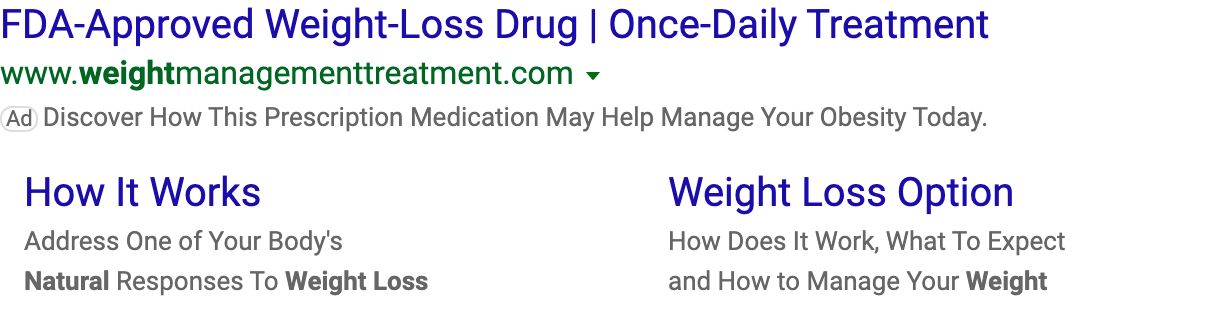 FDA-Approved Weight-Loss Drug | Once-Daily Treatment
www.weightmanagementtreatment.com
Ad Discover How This Prescription Medication May Help Manage Your Obesity Today.
How It Works
Address One of Your Body's
Natural Responses To Weight Loss
Weight Loss Option
How Does It Work, What To Expect
and How to Manage Your Weight